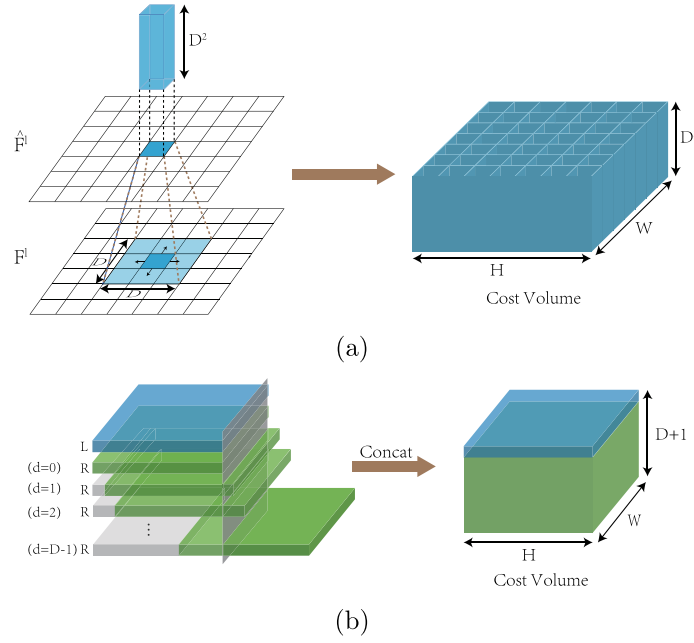 D²
F̂ˡ
D
W
Fˡ
D
D
H
Cost Volume
(a)
L
(d=0) R
Concat
D+1
(d=1) R
(d=2) R
⋮
W
(d=D-1) R
H
Cost Volume
(b)